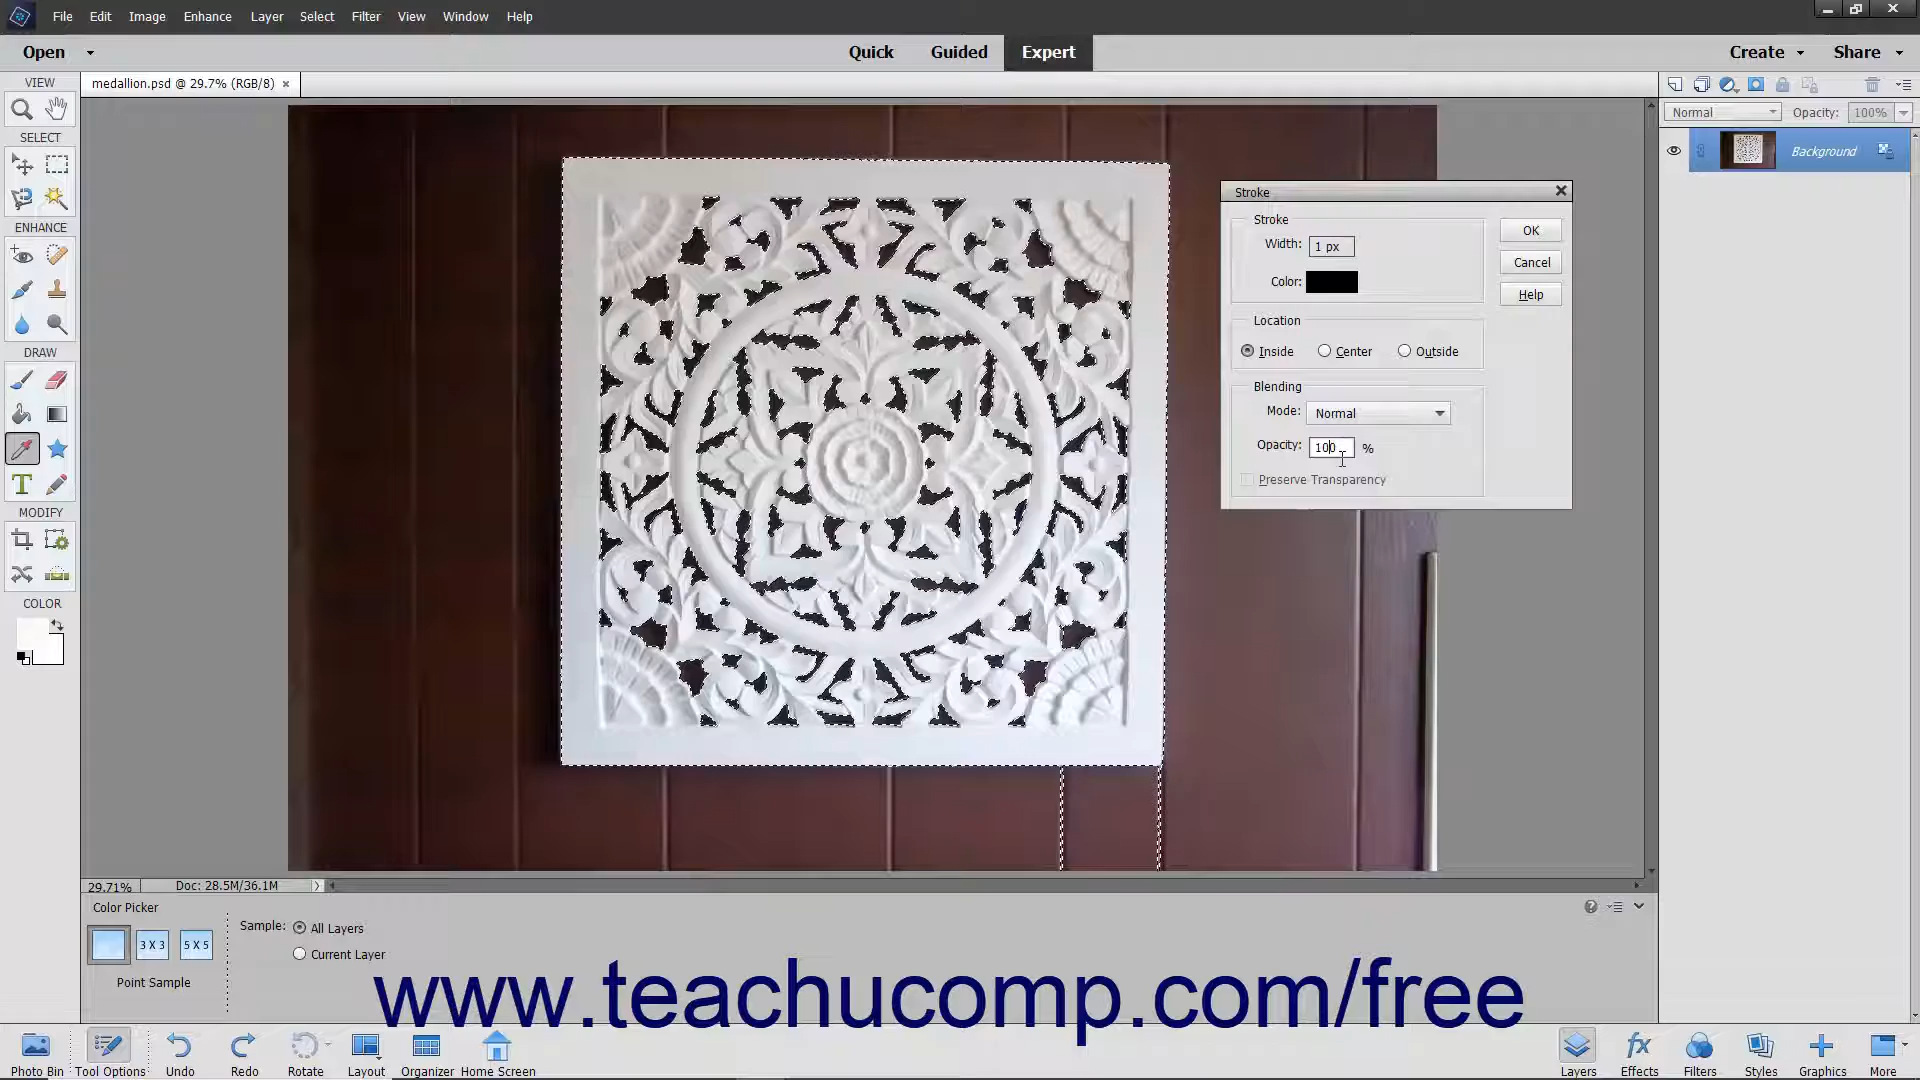 File Edit Image Enhance Layer Select Filter View Window Help
Open Quick Guided Expert Create Share
VIEW
medallion.psd @ 29.7% (RGB/8) ×
Normal Opacity: 100%
SELECT
Background
ENHANCE
DRAW
T
MODIFY
COLOR
Stroke
Stroke
Width: 1 px
OK
Color:
Cancel
Help
Location
Inside Center Outside
Blending
Mode: Normal
Opacity: 100 %
Preserve Transparency
29.71% Doc: 28.5M/36.1M
Color Picker
Sample: All Layers
3 X 3 5 X 5
Current Layer
Point Sample
www.teachucomp.com/free
Photo Bin Tool Options Undo Redo Rotate Layout Organizer Home Screen
fx
Layers Effects Filters Styles Graphics More